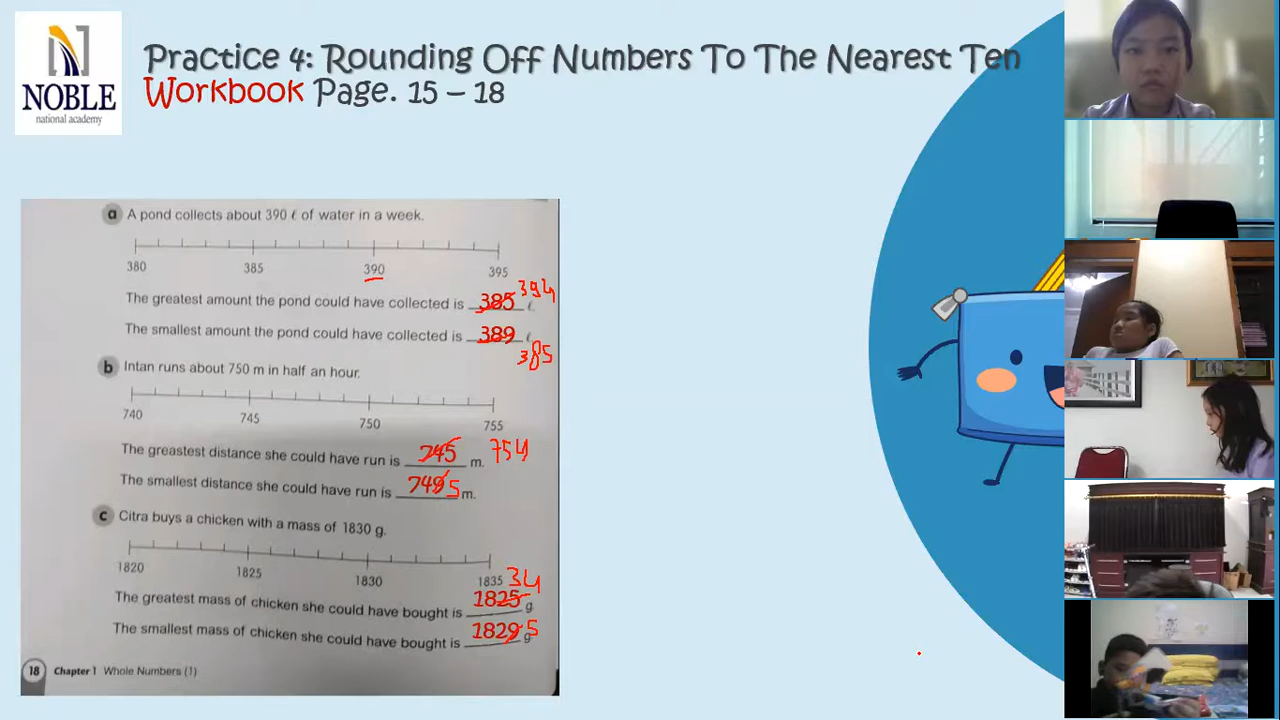 NOBLE
national academy
Practice 4: Rounding Off Numbers To The Nearest Ten
Workbook Page. 15 – 18
a A pond collects about 390 ℓ of water in a week.
380 385 390 395
394
The greatest amount the pond could have collected is 385 ℓ.
The smallest amount the pond could have collected is 389 ℓ
385
b Intan runs about 750 m in half an hour.
740 745 750 755
The greastest distance she could have run is 745 m. 754
The smallest distance she could have run is 749 5 m.
c Citra buys a chicken with a mass of 1830 g.
1820 1825 1830 1835
34
The greatest mass of chicken she could have bought is 1825 g
The smallest mass of chicken she could have bought is 1829 5 g
18 Chapter 1 Whole Numbers (1)